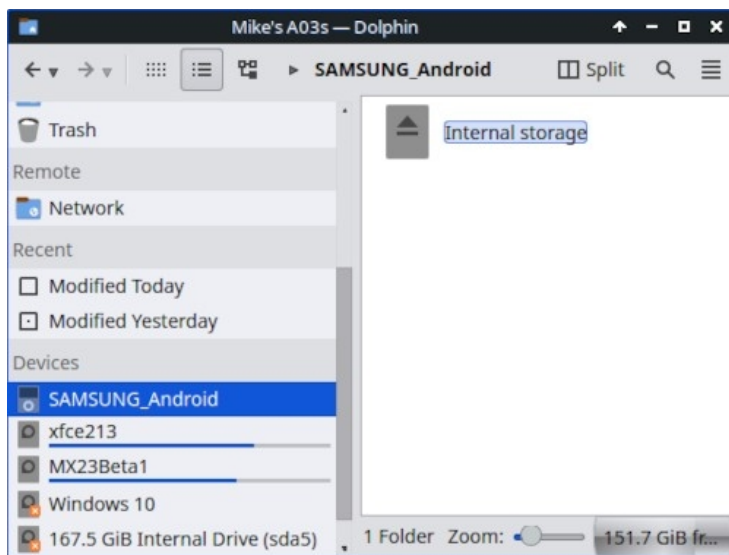 Mike's A03s — Dolphin
SAMSUNG_Android
Split
Trash
Remote
Network
Recent
Modified Today
Modified Yesterday
Devices
SAMSUNG_Android
xfce213
MX23Beta1
Windows 10
167.5 GiB Internal Drive (sda5)
Internal storage
1 Folder Zoom: 151.7 GiB fr...